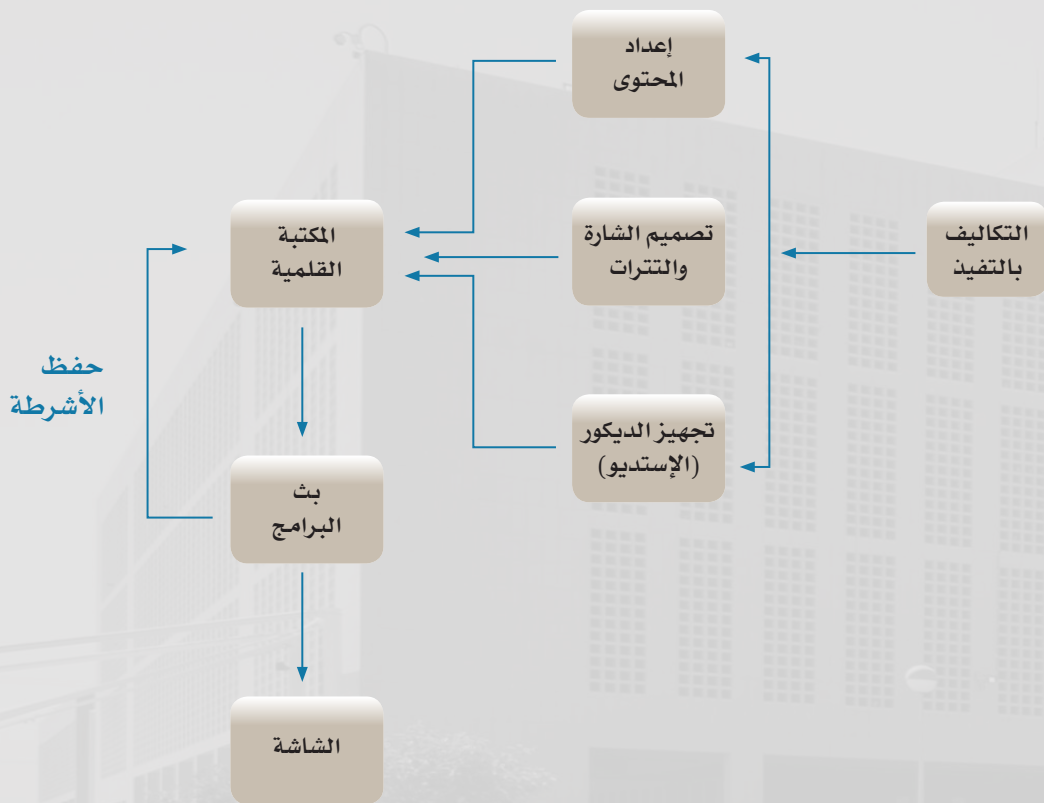 إعداد
المحتوى
التكاليف
بالتفيذ
تصميم الشارة
والتترات
المكتبة
القلمية
تجهيز الديكور
(الإستديو)
حفظ
الأشرطة
بث
البرامج
الشاشة